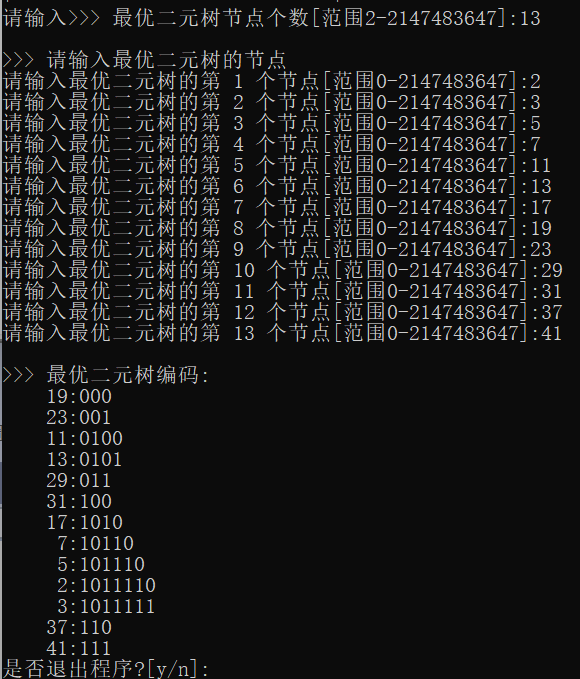 请输入>>> 最优二元树节点个数[范围2-2147483647]:13
>>> 请输入最优二元树的节点
请输入最优二元树的第 1 个节点[范围0-2147483647]:2
请输入最优二元树的第 2 个节点[范围0-2147483647]:3
请输入最优二元树的第 3 个节点[范围0-2147483647]:5
请输入最优二元树的第 4 个节点[范围0-2147483647]:7
请输入最优二元树的第 5 个节点[范围0-2147483647]:11
请输入最优二元树的第 6 个节点[范围0-2147483647]:13
请输入最优二元树的第 7 个节点[范围0-2147483647]:17
请输入最优二元树的第 8 个节点[范围0-2147483647]:19
请输入最优二元树的第 9 个节点[范围0-2147483647]:23
请输入最优二元树的第 10 个节点[范围0-2147483647]:29
请输入最优二元树的第 11 个节点[范围0-2147483647]:31
请输入最优二元树的第 12 个节点[范围0-2147483647]:37
请输入最优二元树的第 13 个节点[范围0-2147483647]:41
>>> 最优二元树编码:
19:000
23:001
11:0100
13:0101
29:011
31:100
17:1010
7:10110
5:101110
2:1011110
3:1011111
37:110
41:111
是否退出程序?[y/n]: